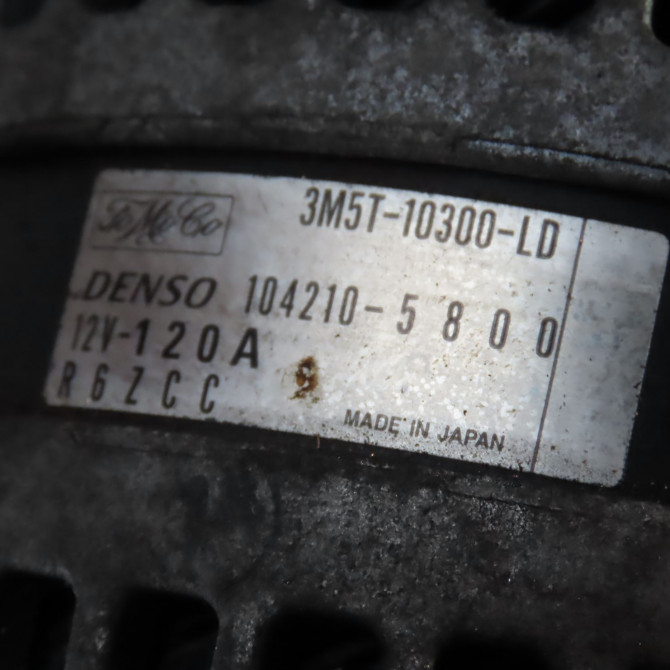 FoMoCo
3M5T-10300-LD
DENSO 104210-5800
12V-120A
R6ZCC
MADE IN JAPAN